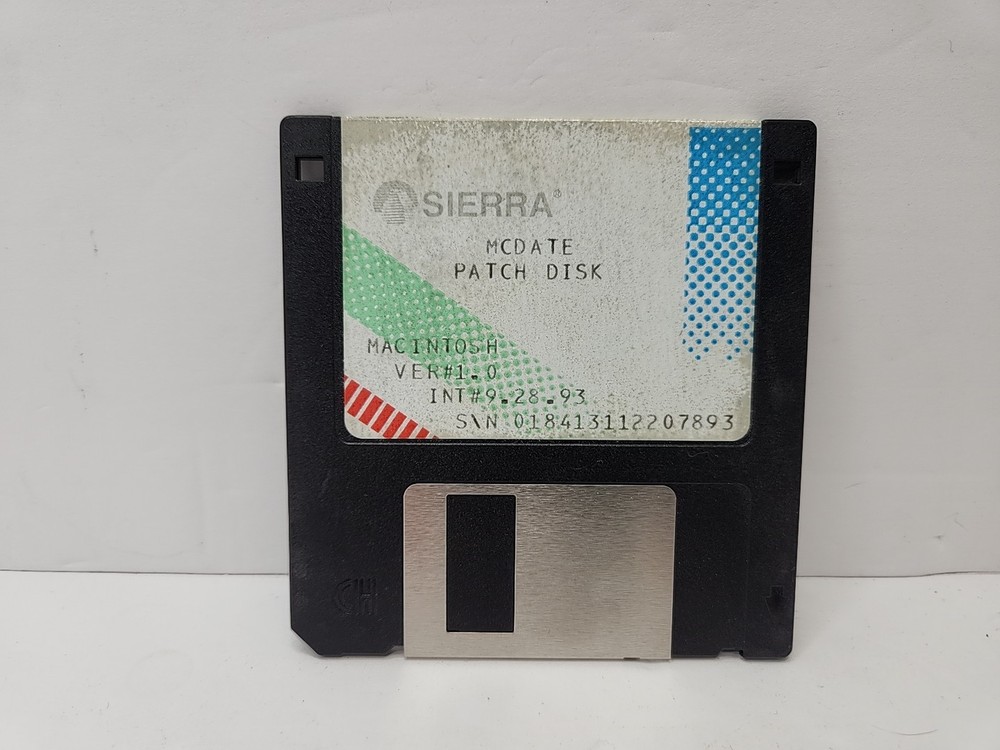 SIERRA®
MCDATE
PATCH DISK
MACINTOSH
VER#1.0
INT#9.28.93
S\N 018413112207893